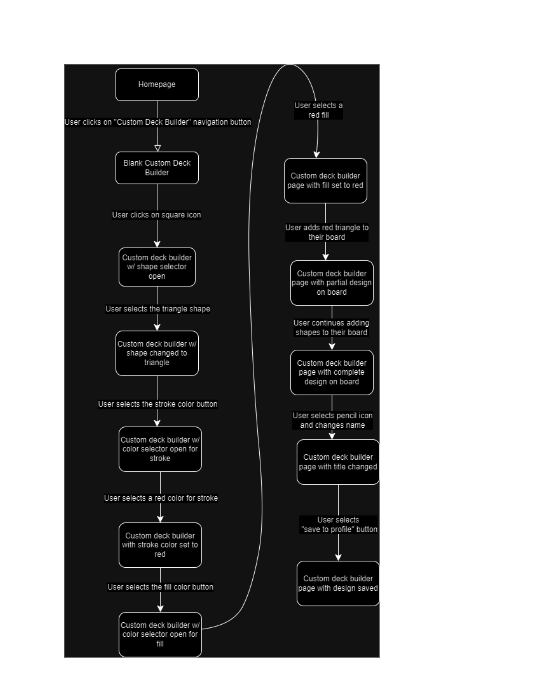 Homepage
User clicks on "Custom Deck Builder" navigation button
Blank Custom Deck
Builder
User clicks on square icon
Custom deck builder
w/ shape selector
open
User selects the triangle shape
Custom deck builder w/
shape changed to
triangle
User selects the stroke color button
Custom deck builder w/
color selector open for
stroke
User selects a red color for stroke
Custom deck builder
with stroke color set to
red
User selects the fill color button
Custom deck builder w/
color selector open for
fill
User selects a
red fill
Custom deck builder
page with fill set to red
User adds red triangle to
their board
Custom deck builder
page with partial design
on board
User continues adding
shapes to their board
Custom deck builder
page with complete
design on board
User selects pencil icon
and changes name
Custom deck builder
page with title changed
User selects
"save to profile" button
Custom deck builder
page with design saved